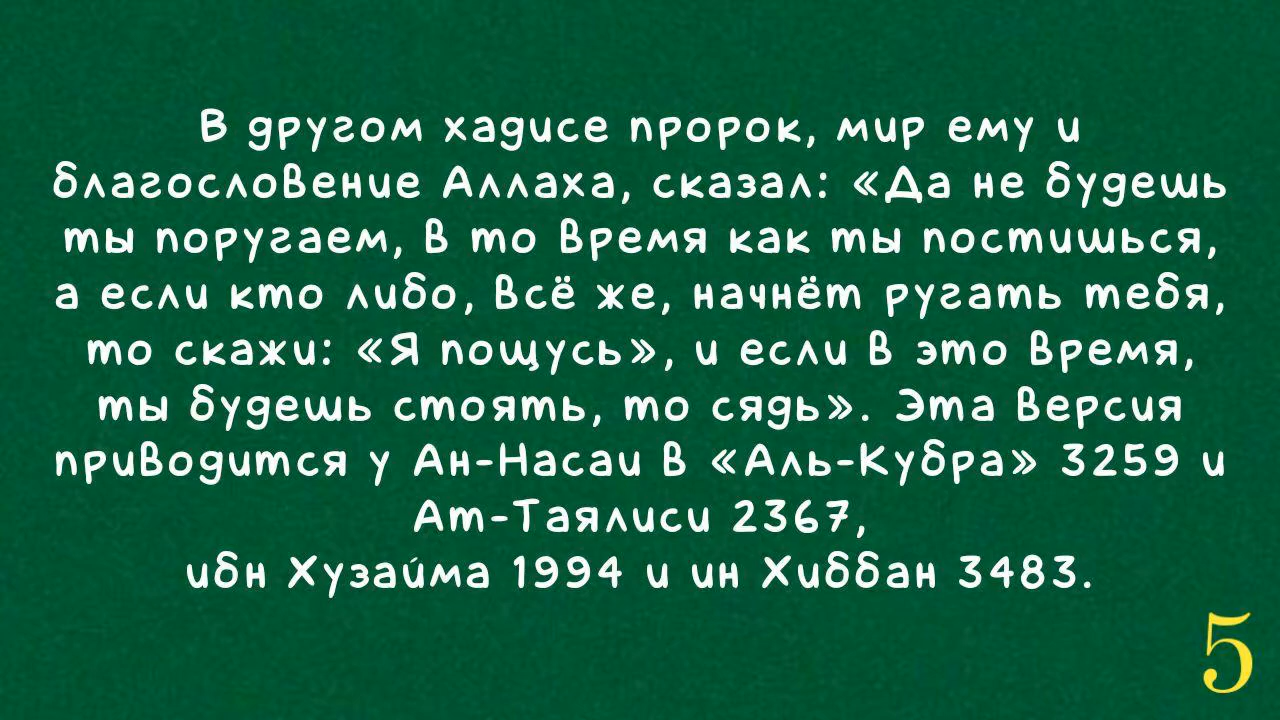 В другом хадисе пророк, мир ему и
благословение Аллаха, сказал: «Да не будешь
ты поругаем, в то время как ты постишься,
а если кто либо, всё же, начнёт ругать тебя,
то скажи: «Я пощусь», и если в это время,
ты будешь стоять, то сядь». Эта версия
приводится у Ан-Насаи в «Аль-Кубра» 3259 и
Ат-Таялиси 2367,
ибн Хузайма 1994 и ин Хиббан 3483.
5